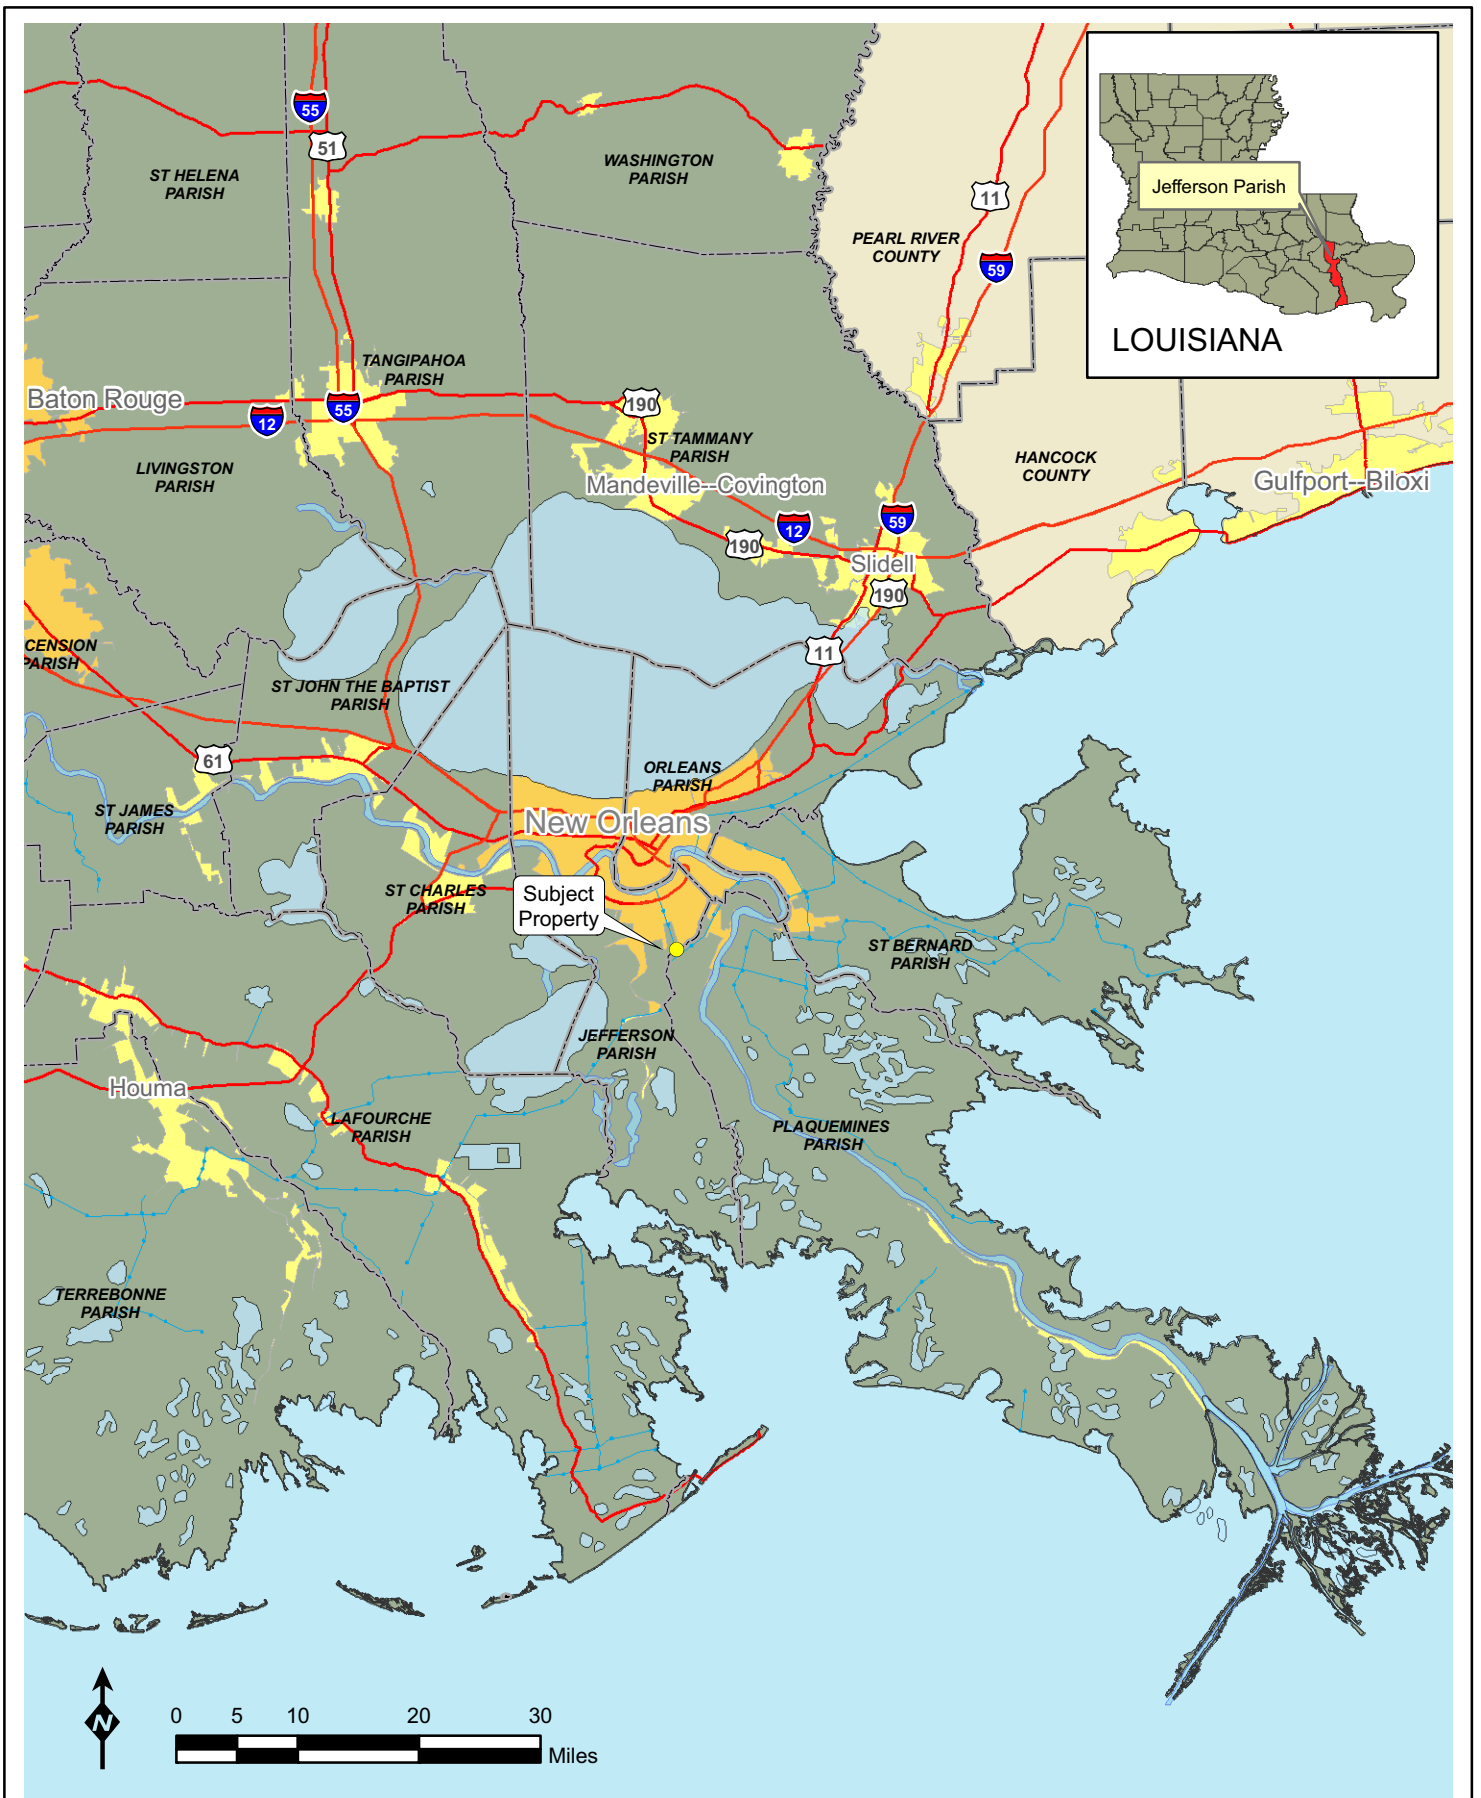 55
51
ST HELENA
PARISH
WASHINGTON
PARISH
11
PEARL RIVER
COUNTY
59
Jefferson Parish
LOUISIANA
TANGIPAHOA
PARISH
Baton Rouge
12
55
190
ST TAMMANY
PARISH
LIVINGSTON
PARISH
Mandeville--Covington
HANCOCK
COUNTY
Gulfport--Biloxi
12
59
190
Slidell
190
CENSION
PARISH
11
ST JOHN THE BAPTIST
PARISH
61
ORLEANS
PARISH
ST JAMES
PARISH
New Orleans
ST CHARLES
PARISH
Subject
Property
ST BERNARD
PARISH
JEFFERSON
PARISH
Houma
LAFOURCHE
PARISH
PLAQUEMINES
PARISH
TERREBONNE
PARISH
N
0 5 10 20 30
Miles